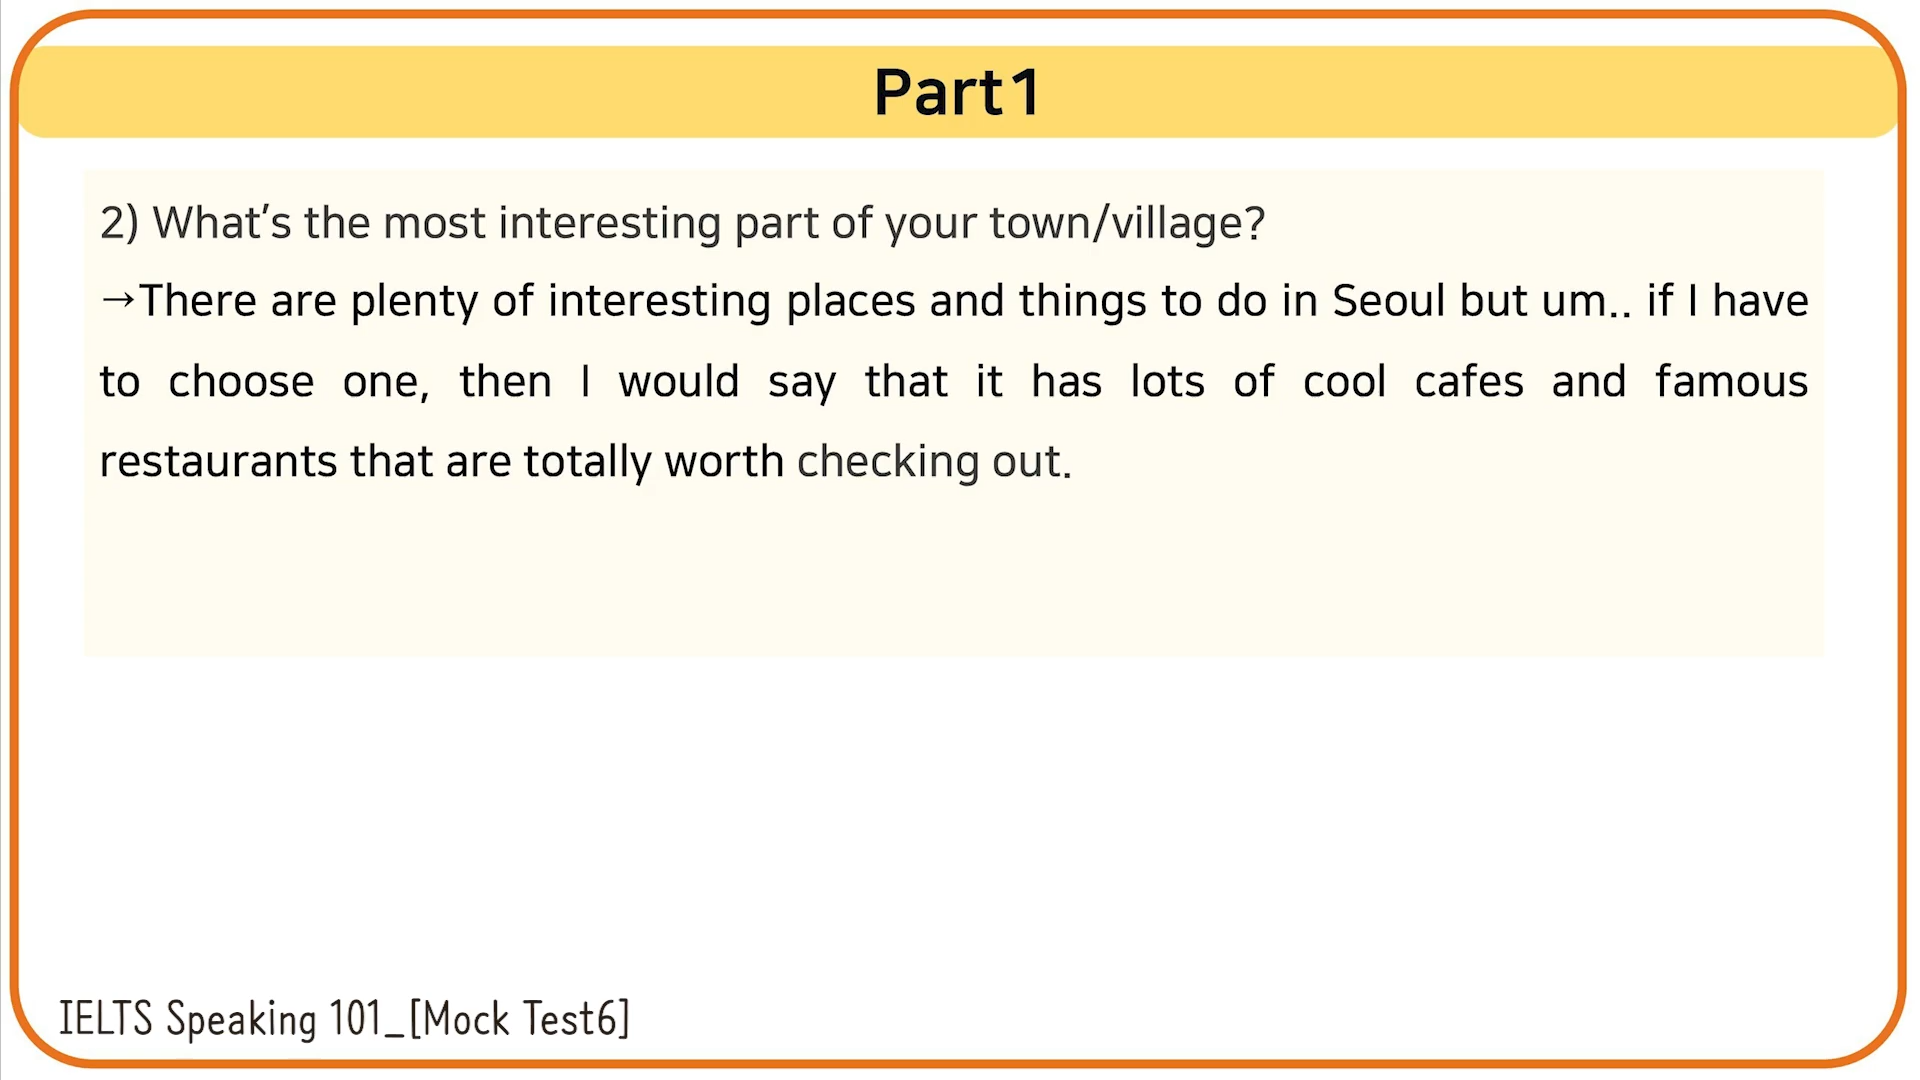 Part1
2) What's the most interesting part of your town/village?
→There are plenty of interesting places and things to do in Seoul but um.. if I have
to choose one, then I would say that it has lots of cool cafes and famous
restaurants that are totally worth checking out.
IELTS Speaking 101_[Mock Test6]